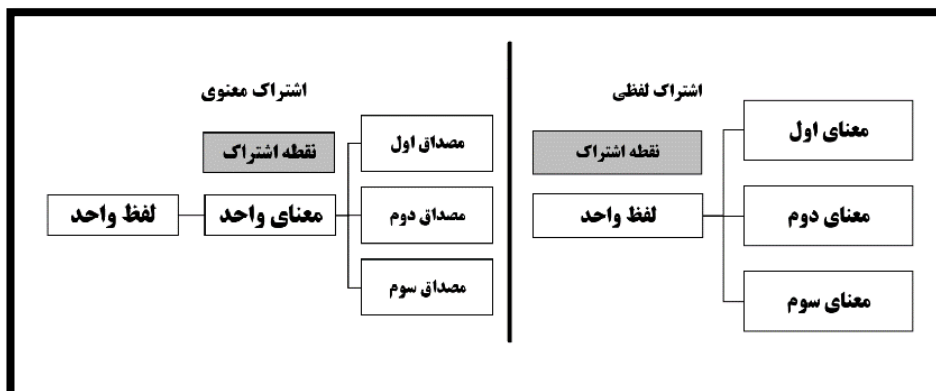 اشتراک لفظی
نقطه اشتراک
لفظ واحد
معنای اول
معنای دوم
معنای سوم
اشتراک معنوی
نقطه اشتراک
لفظ واحد
معنای واحد
مصداق اول
مصداق دوم
مصداق سوم